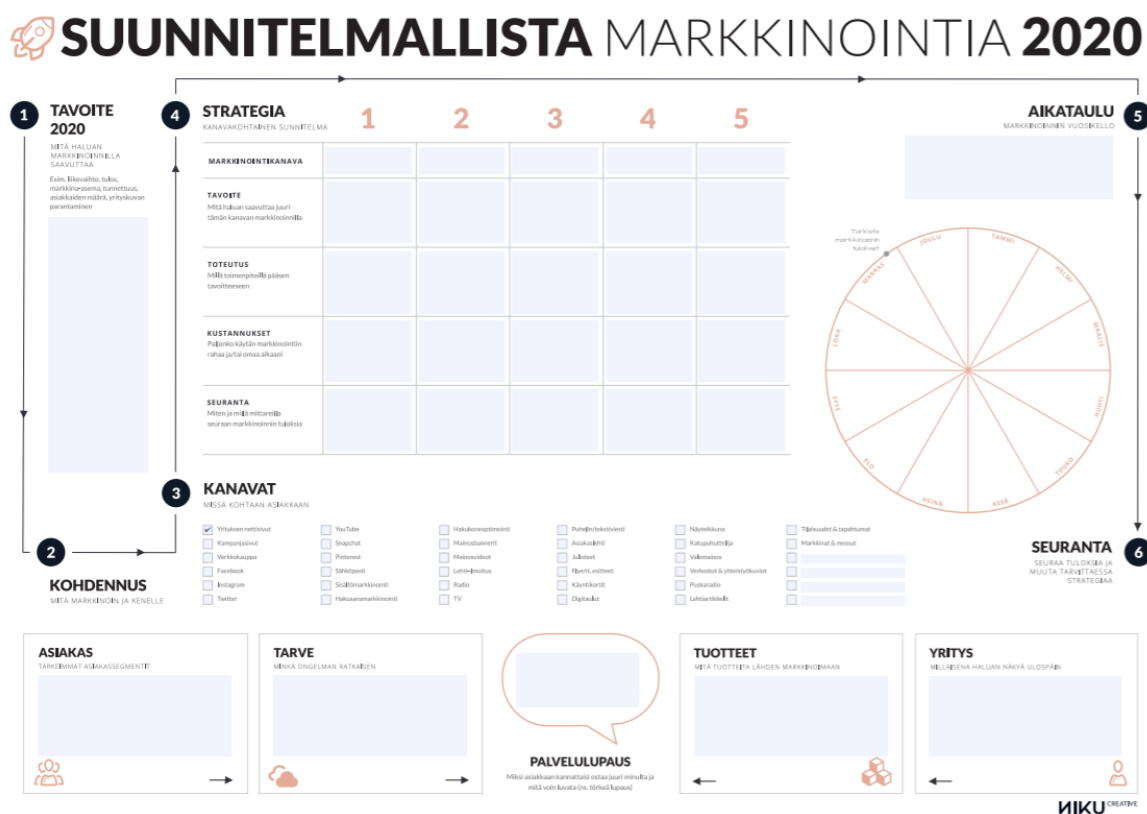 SUUNNITELMALLISTA MARKKINOINTIA 2020
1
TAVOITE
2020
MITÄ HALUAN
MARKKINOINNILLA
SAAVUTTAA
Esim. liikevaihto, tulos,
markkina-asema, tunnettuus,
asiakkaiden määrä, yrityskuvan
parantaminen
4
STRATEGIA
KANAVAKOHTAINEN SUNNITELMA
1 2 3 4 5
MARKKINOINTIKANAVA
TAVOITE
Mitä haluan saavuttaa juuri
tämän kanavan markkinoinnilla
TOTEUTUS
Millä toimenpiteillä pääsen
tavoitteeseen
KUSTANNUKSET
Paljonko käytän markkinointiin
rahaa ja/tai omaa aikaani
SEURANTA
Miten ja millä mittareilla
seuraan markkinoinnin tuloksia
AIKATAULU
5
MARKKINOINNIN VUOSIKELLO
Tarkista
markkinoinnin
tulokset
TAMMI
HELMI
MAALIS
HUHTI
TOUKO
KESÄ
HEINÄ
ELO
SYYS
LOKA
MARRAS
JOULU
3
KANAVAT
MISSÄ KOHTAAN ASIAKKAAN
Yrityksen nettisivut
Kampanjasivut
Verkkokauppa
Facebook
Instagram
Twitter
YouTube
Snapchat
Pinterest
Sähköposti
Sisältömarkkinointi
Hakusanamarkkinointi
Hakukoneoptimointi
Mainosbannerit
Mainosvideot
Lehti-ilmoitus
Radio
TV
Puhelin/tekstiviesti
Asiakaslehti
Julisteet
Flyerit, esitteet
Käyntikortit
Digitaulut
Näyteikkuna
Katupuhuttelija
Valomainos
Verkostot & yhteistyökuviot
Puskaradio
Lehtiartikkelit
Tilaisuudet & tapahtumat
Markkinat & messut
2
KOHDENNUS
MITÄ MARKKINOIN JA KENELLE
SEURANTA
6
SEURAA TULOKSIA JA
MUUTA TARVITTAESSA
STRATEGIAA
ASIAKAS
TÄRKEIMMÄT ASIAKASSEGMENTIT
TARVE
MINKÄ ONGELMAN RATKAISEN
PALVELULUPAUS
Miksi asiakkaan kannattaisi ostaa juuri minulta ja
mitä voin luvata (ns. törkeä lupaus)
TUOTTEET
MITÄ TUOTTEITA LÄHDEN MARKKINOIMAAN
YRITYS
MILLAISENA HALUAN NÄKYÄ ULOSPÄIN
NIKU CREATIVE